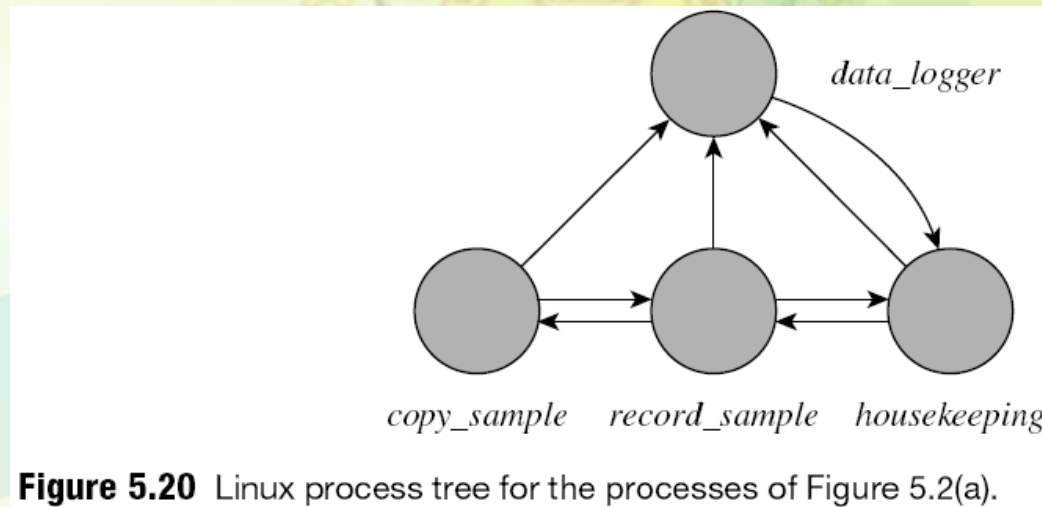 data_logger
copy_sample record_sample housekeeping
Figure 5.20 Linux process tree for the processes of Figure 5.2(a).